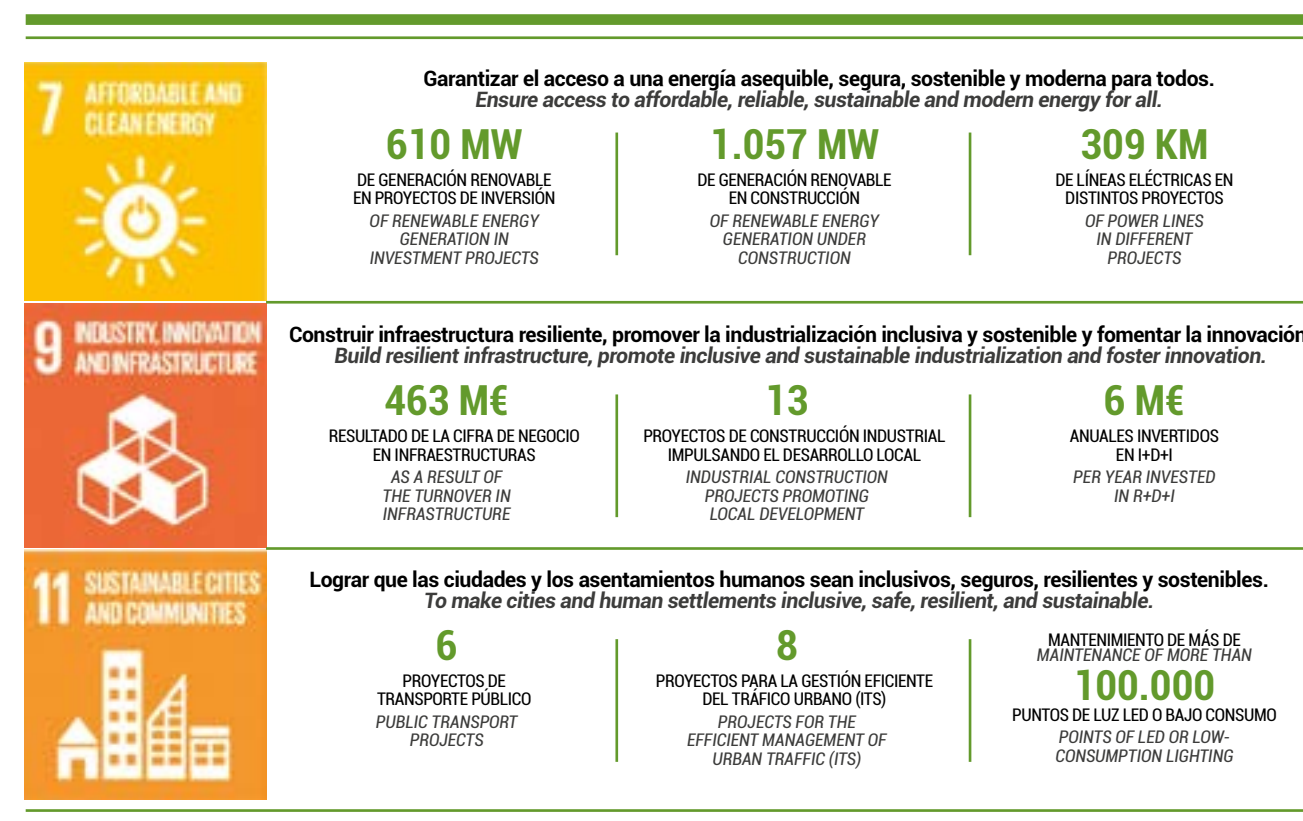 7 AFFORDABLE AND
CLEAN ENERGY
Garantizar el acceso a una energía asequible, segura, sostenible y moderna para todos.
Ensure access to affordable, reliable, sustainable and modern energy for all.
610 MW
DE GENERACIÓN RENOVABLE
EN PROYECTOS DE INVERSIÓN
OF RENEWABLE ENERGY
GENERATION IN
INVESTMENT PROJECTS
1.057 MW
DE GENERACIÓN RENOVABLE
EN CONSTRUCCIÓN
OF RENEWABLE ENERGY
GENERATION UNDER
CONSTRUCTION
309 KM
DE LÍNEAS ELÉCTRICAS EN
DISTINTOS PROYECTOS
OF POWER LINES
IN DIFFERENT
PROJECTS
9 INDUSTRY, INNOVATION
AND INFRASTRUCTURE
Construir infraestructura resiliente, promover la industrialización inclusiva y sostenible y fomentar la innovación
Build resilient infrastructure, promote inclusive and sustainable industrialization and foster innovation.
463 M€
RESULTADO DE LA CIFRA DE NEGOCIO
EN INFRAESTRUCTURAS
AS A RESULT OF
THE TURNOVER IN
INFRASTRUCTURE
13
PROYECTOS DE CONSTRUCCIÓN INDUSTRIAL
IMPULSANDO EL DESARROLLO LOCAL
INDUSTRIAL CONSTRUCTION
PROJECTS PROMOTING
LOCAL DEVELOPMENT
6 M€
ANUALES INVERTIDOS
EN I+D+I
PER YEAR INVESTED
IN R+D+I
11 SUSTAINABLE CITIES
AND COMMUNITIES
Lograr que las ciudades y los asentamientos humanos sean inclusivos, seguros, resilientes y sostenibles.
To make cities and human settlements inclusive, safe, resilient, and sustainable.
6
PROYECTOS DE
TRANSPORTE PÚBLICO
PUBLIC TRANSPORT
PROJECTS
8
PROYECTOS PARA LA GESTIÓN EFICIENTE
DEL TRÁFICO URBANO (ITS)
PROJECTS FOR THE
EFFICIENT MANAGEMENT OF
URBAN TRAFFIC (ITS)
MANTENIMIENTO DE MÁS DE
MAINTENANCE OF MORE THAN
100.000
PUNTOS DE LUZ LED O BAJO CONSUMO
POINTS OF LED OR LOW-
CONSUMPTION LIGHTING